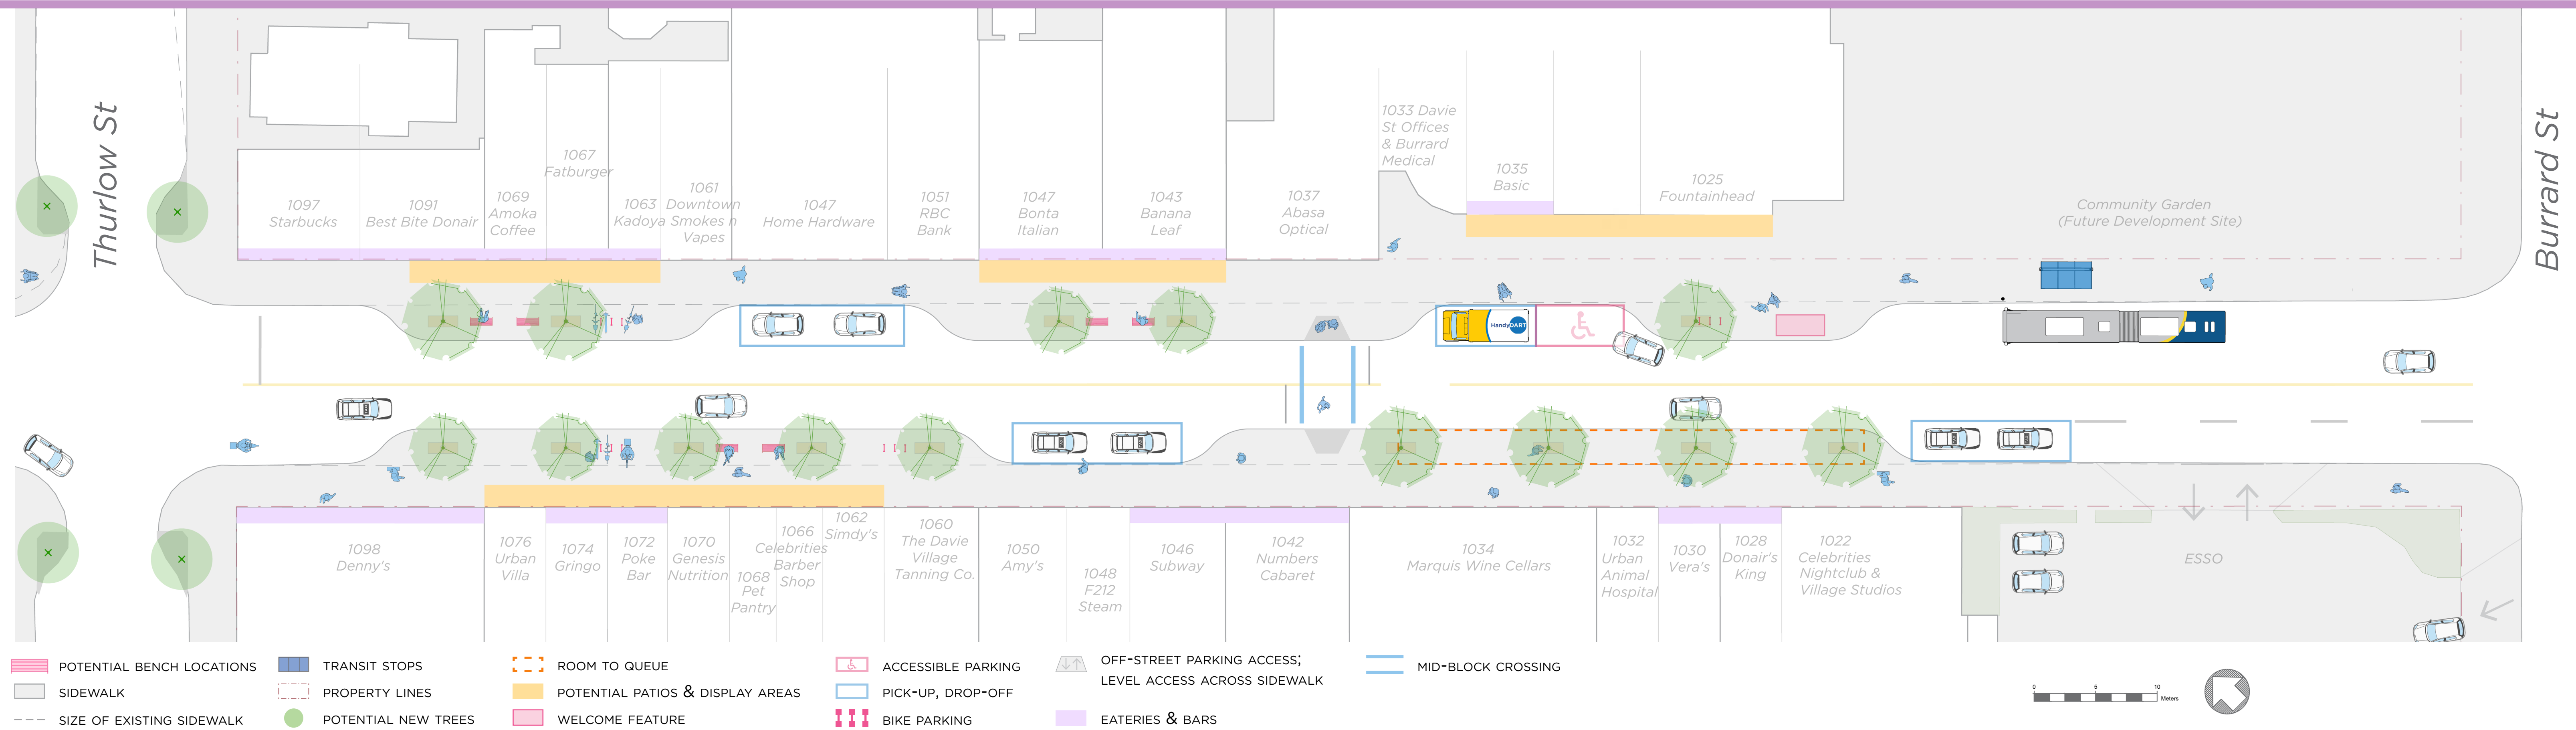 Thurlow St
Burrard St
1097
Starbucks
1091
Best Bite Donair
1069
Amoka
Coffee
1067
Fatburger
1063
Kadoya
1061
Downtown
Smokes n
Vapes
1047
Home Hardware
1051
RBC
Bank
1047
Bonta
Italian
1043
Banana
Leaf
1037
Abasa
Optical
1033 Davie
St Offices
& Burrard
Medical
1035
Basic
1025
Fountainhead
Community Garden
(Future Development Site)
HandyDART
1098
Denny's
1076
Urban
Villa
1074
Gringo
1072
Poke
Bar
1070
Genesis
Nutrition
1068
Pet
Pantry
1066
Celebrities
Barber
Shop
1062
Simdy's
1060
The Davie
Village
Tanning Co.
1050
Amy's
1048
F212
Steam
1046
Subway
1042
Numbers
Cabaret
1034
Marquis Wine Cellars
1032
Urban
Animal
Hospital
1030
Vera's
1028
Donair's
King
1022
Celebrities
Nightclub &
Village Studios
ESSO
POTENTIAL BENCH LOCATIONS
SIDEWALK
SIZE OF EXISTING SIDEWALK
TRANSIT STOPS
PROPERTY LINES
POTENTIAL NEW TREES
ROOM TO QUEUE
POTENTIAL PATIOS & DISPLAY AREAS
WELCOME FEATURE
ACCESSIBLE PARKING
PICK-UP, DROP-OFF
BIKE PARKING
OFF-STREET PARKING ACCESS;
LEVEL ACCESS ACROSS SIDEWALK
EATERIES & BARS
MID-BLOCK CROSSING
0 5 10
Meters